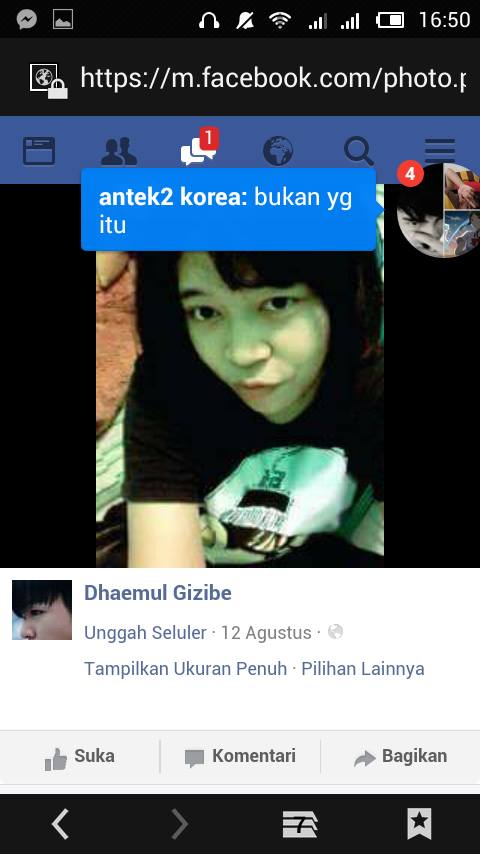 16:50
https://m.facebook.com/photo.p
1
4
antek2 korea: bukan yg
itu
Dhaemul Gizibe
Unggah Seluler · 12 Agustus ·
Tampilkan Ukuran Penuh · Pilihan Lainnya
Suka Komentari Bagikan
7